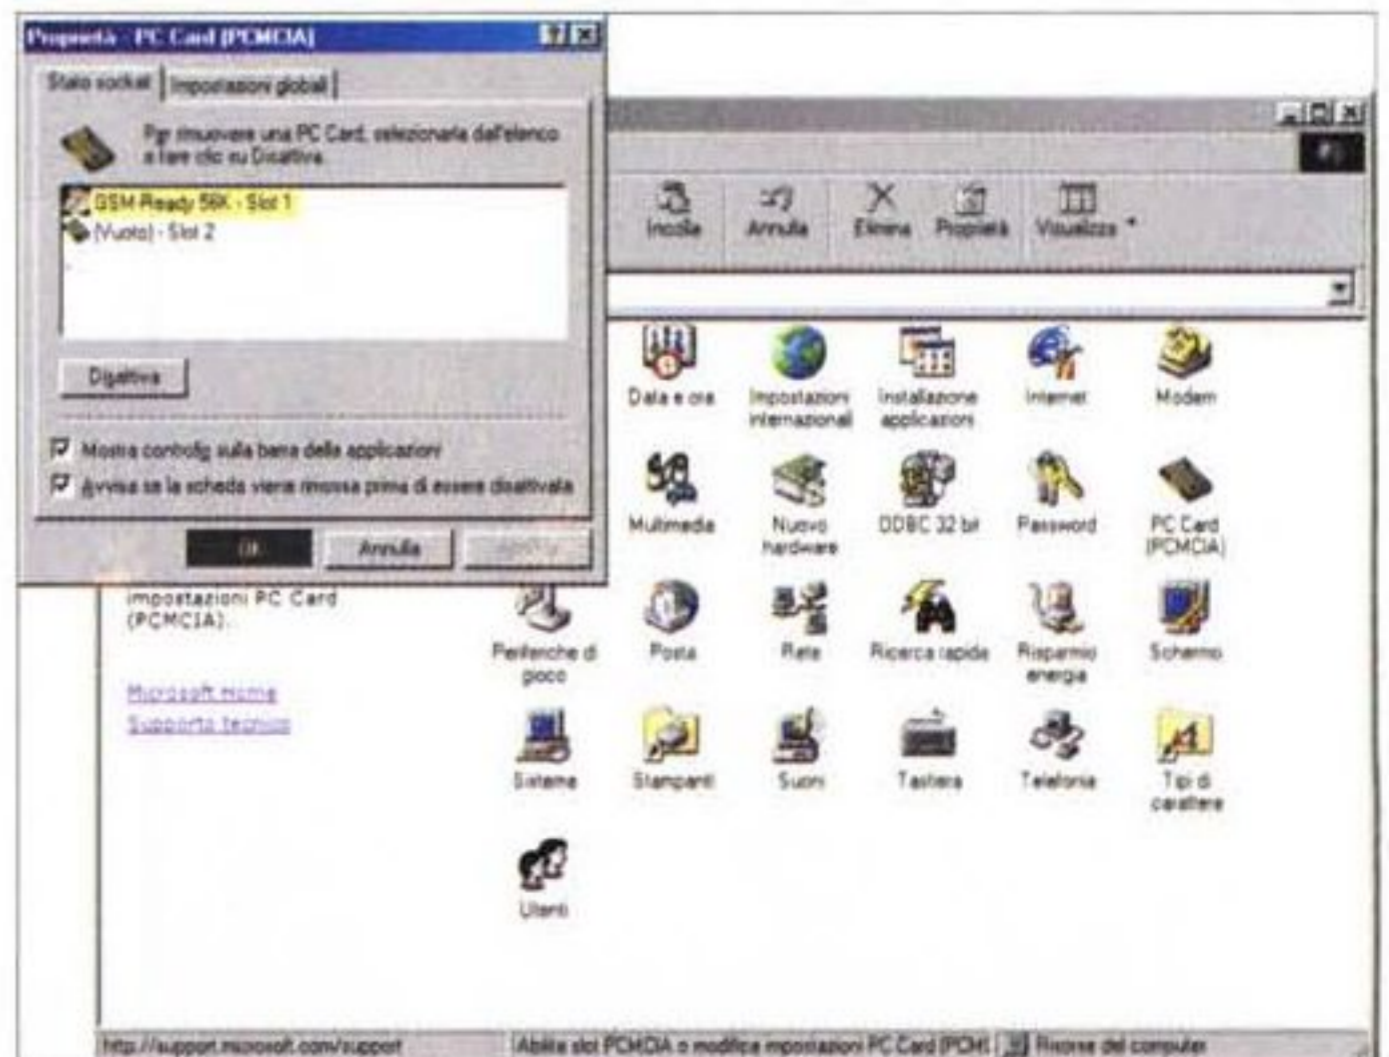 Proprietà - PC Card (PCMCIA)
Stato socket
Impostazioni globali
Per rimuovere una PC Card, selezionarla dall'elenco
e fare clic su Disattiva.
GSM-Ready 56K - Slot 1
(Vuoto) - Slot 2
Disattiva
Mostra controllo sulla barra delle applicazioni
Avvisa se la scheda viene rimossa prima di essere disattivata
OK
Annulla
Incolla
Annulla
Elimina
Proprietà
Visualizza
Data e ora
Impostazioni internazionali
Installazione applicazioni
Internet
Modem
Multimedia
Nuovo hardware
ODBC 32 bit
Password
PC Card (PCMCIA)
impostazioni PC Card
(PCMCIA).
Microsoft Home
Supporto tecnico
Periferiche di gioco
Posta
Rete
Ricerca rapida
Risparmio energia
Schermo
Sistema
Stampanti
Suoni
Tastiera
Telefonia
Tipi di carattere
Utenti
http://support.microsoft.com/support
Abilita slot PCMCIA o modifica impostazioni PC Card (PCM
Risorse del computer